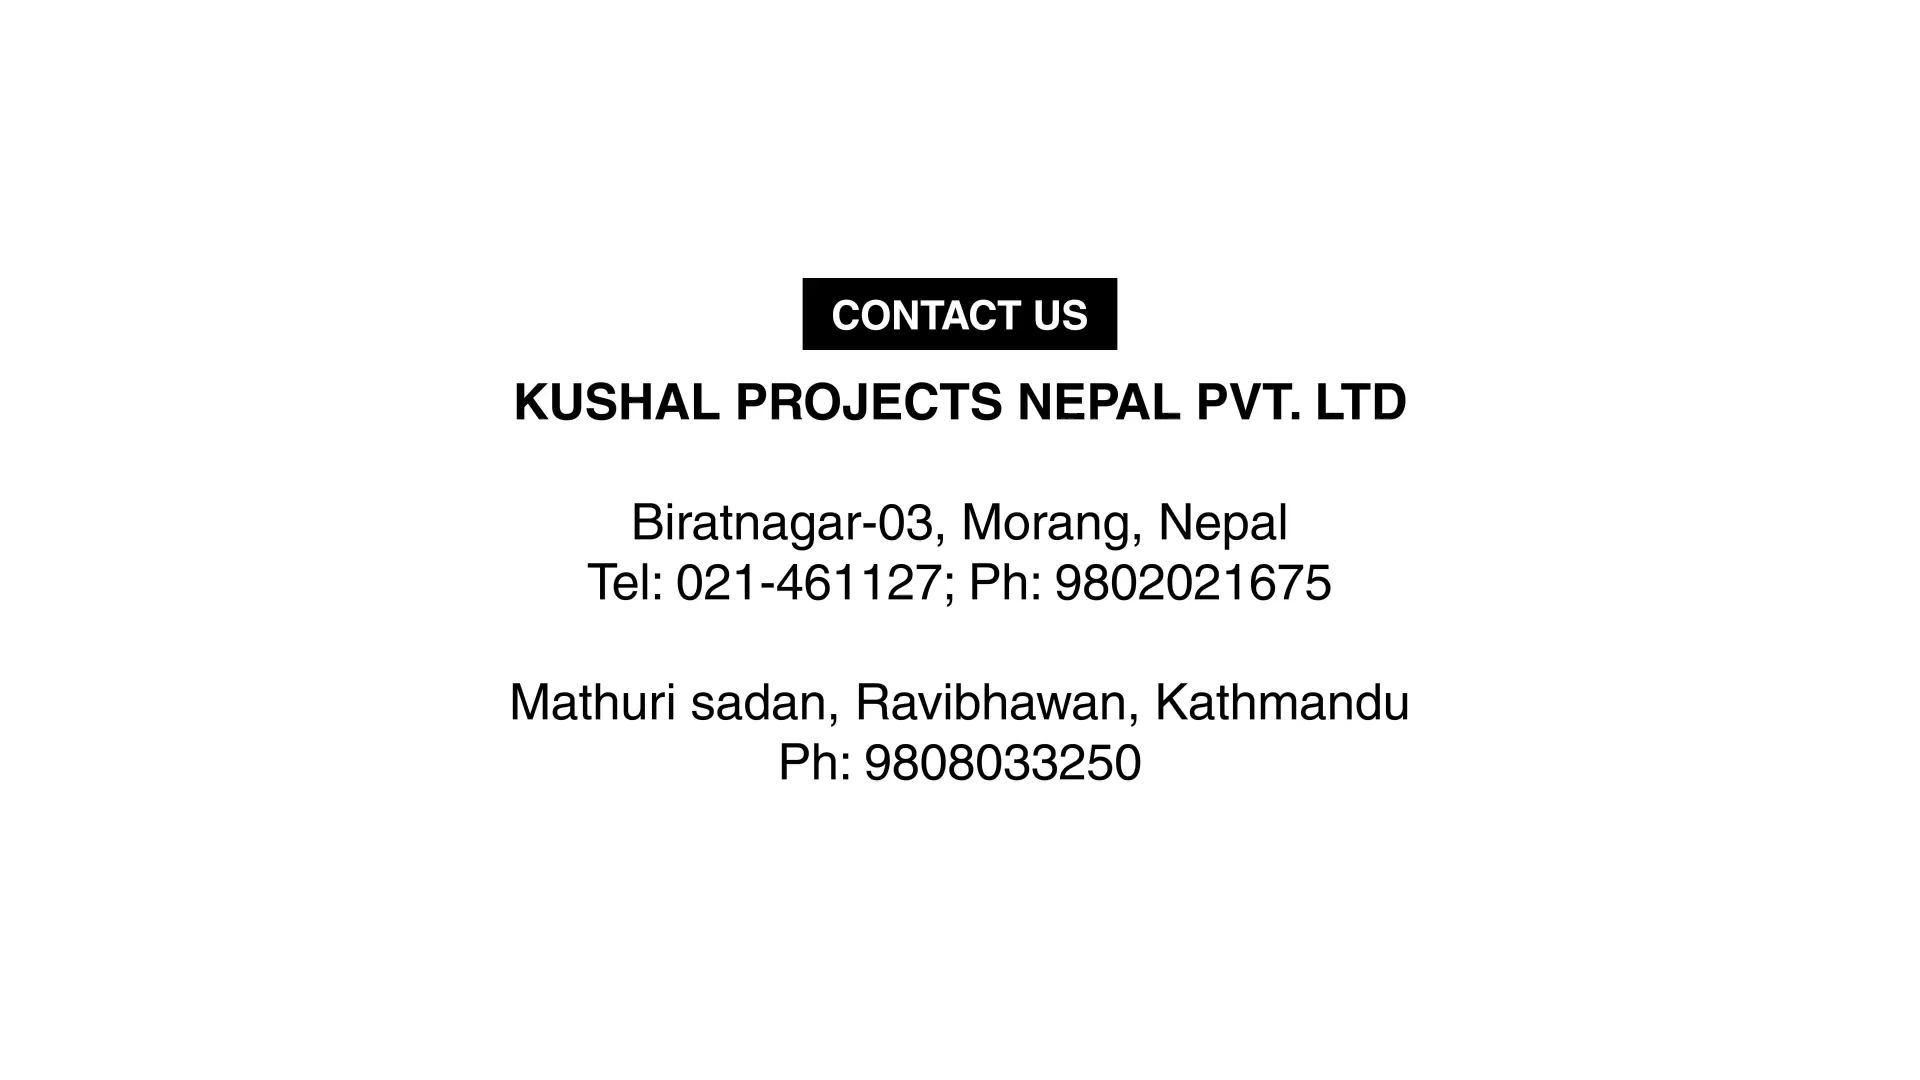 CONTACT US
KUSHAL PROJECTS NEPAL PVT. LTD
Biratnagar-03, Morang, Nepal
Tel: 021-461127; Ph: 9802021675
Mathuri sadan, Ravibhawan, Kathmandu
Ph: 9808033250